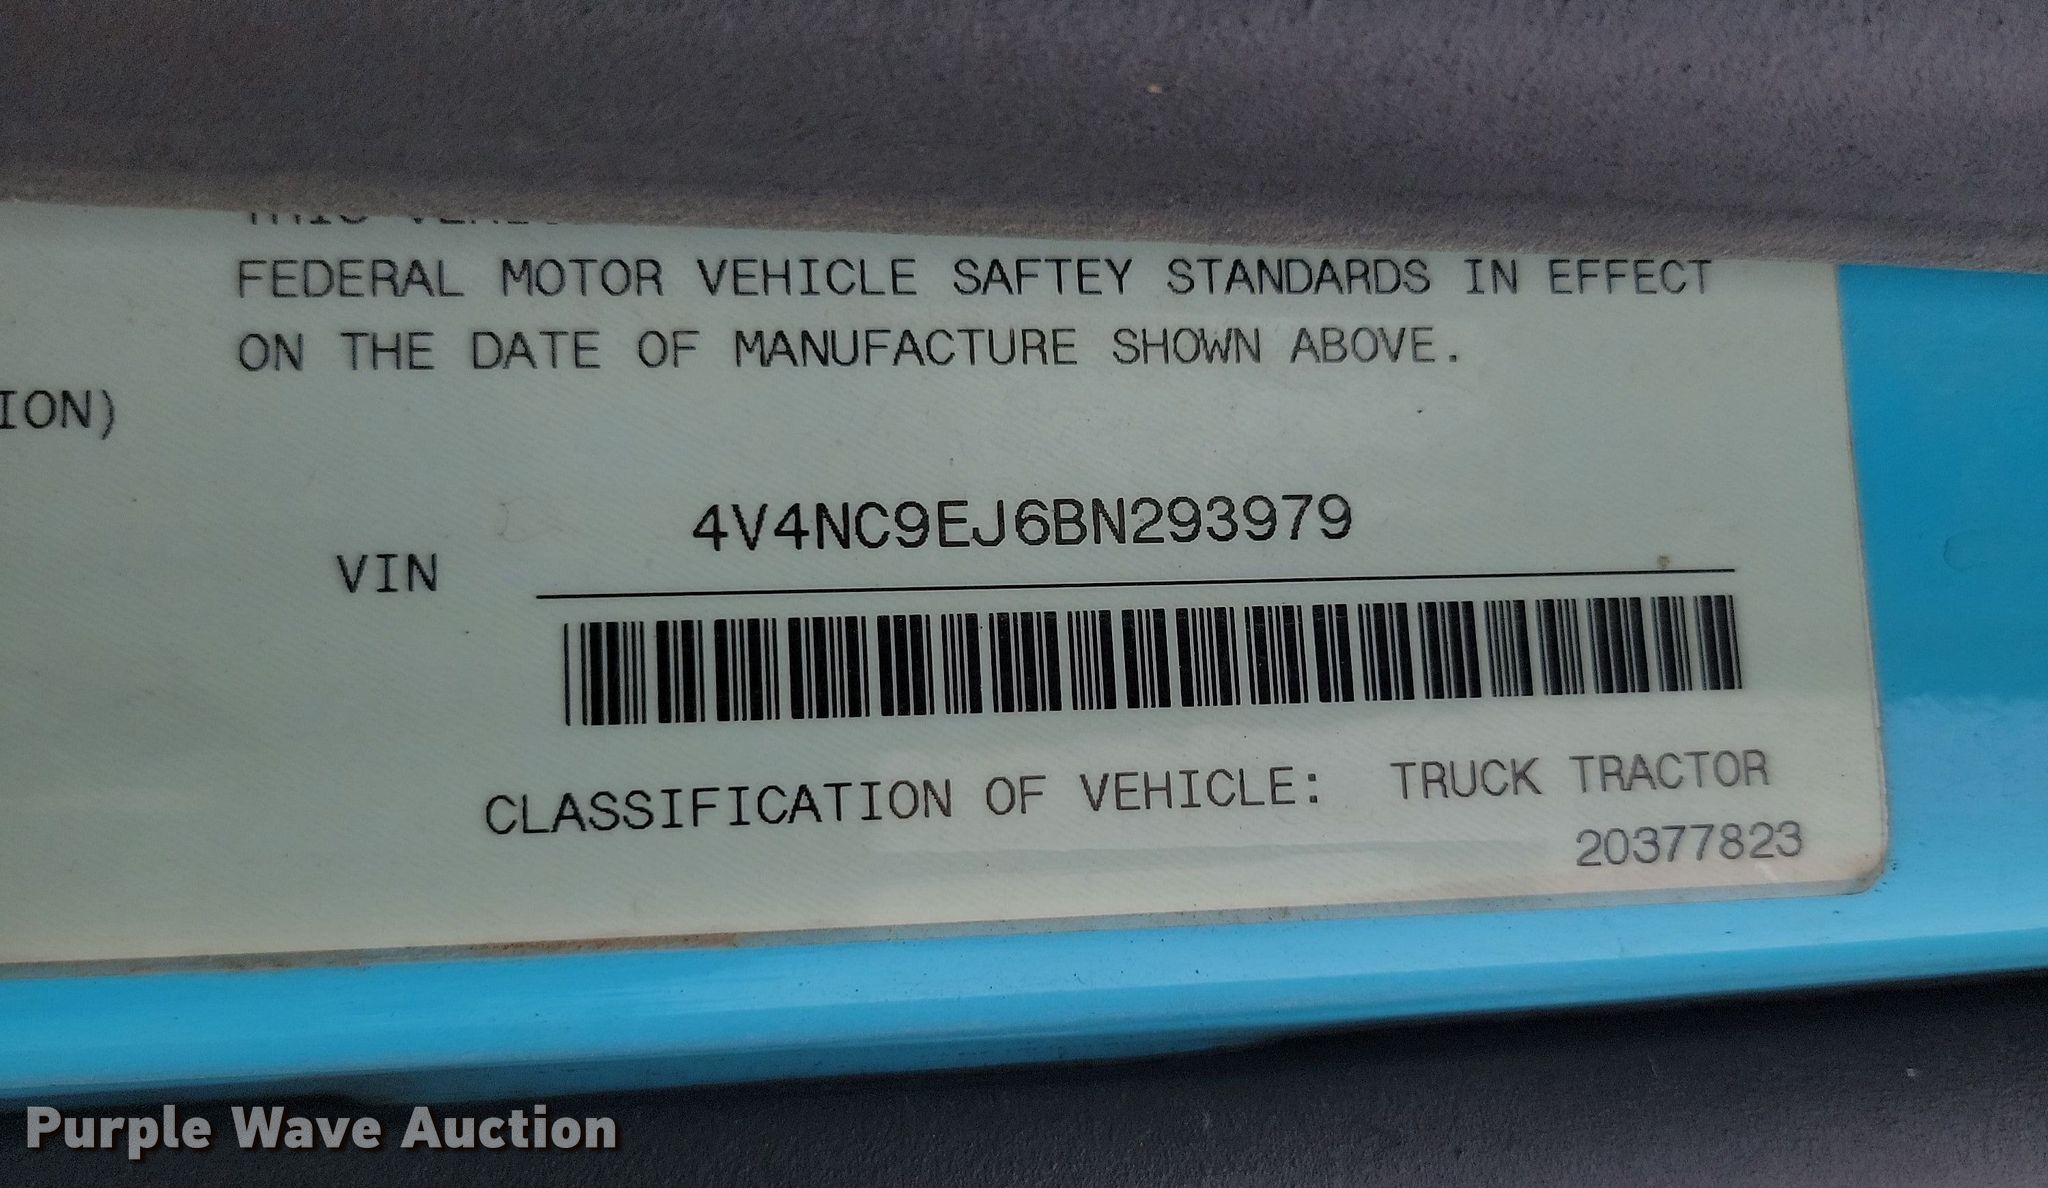 FEDERAL MOTOR VEHICLE SAFTEY STANDARDS IN EFFECT
ON THE DATE OF MANUFACTURE SHOWN ABOVE.
ION)
4V4NC9EJ6BN293979
VIN
CLASSIFICATION OF VEHICLE: TRUCK TRACTOR
20377823
Purple Wave Auction